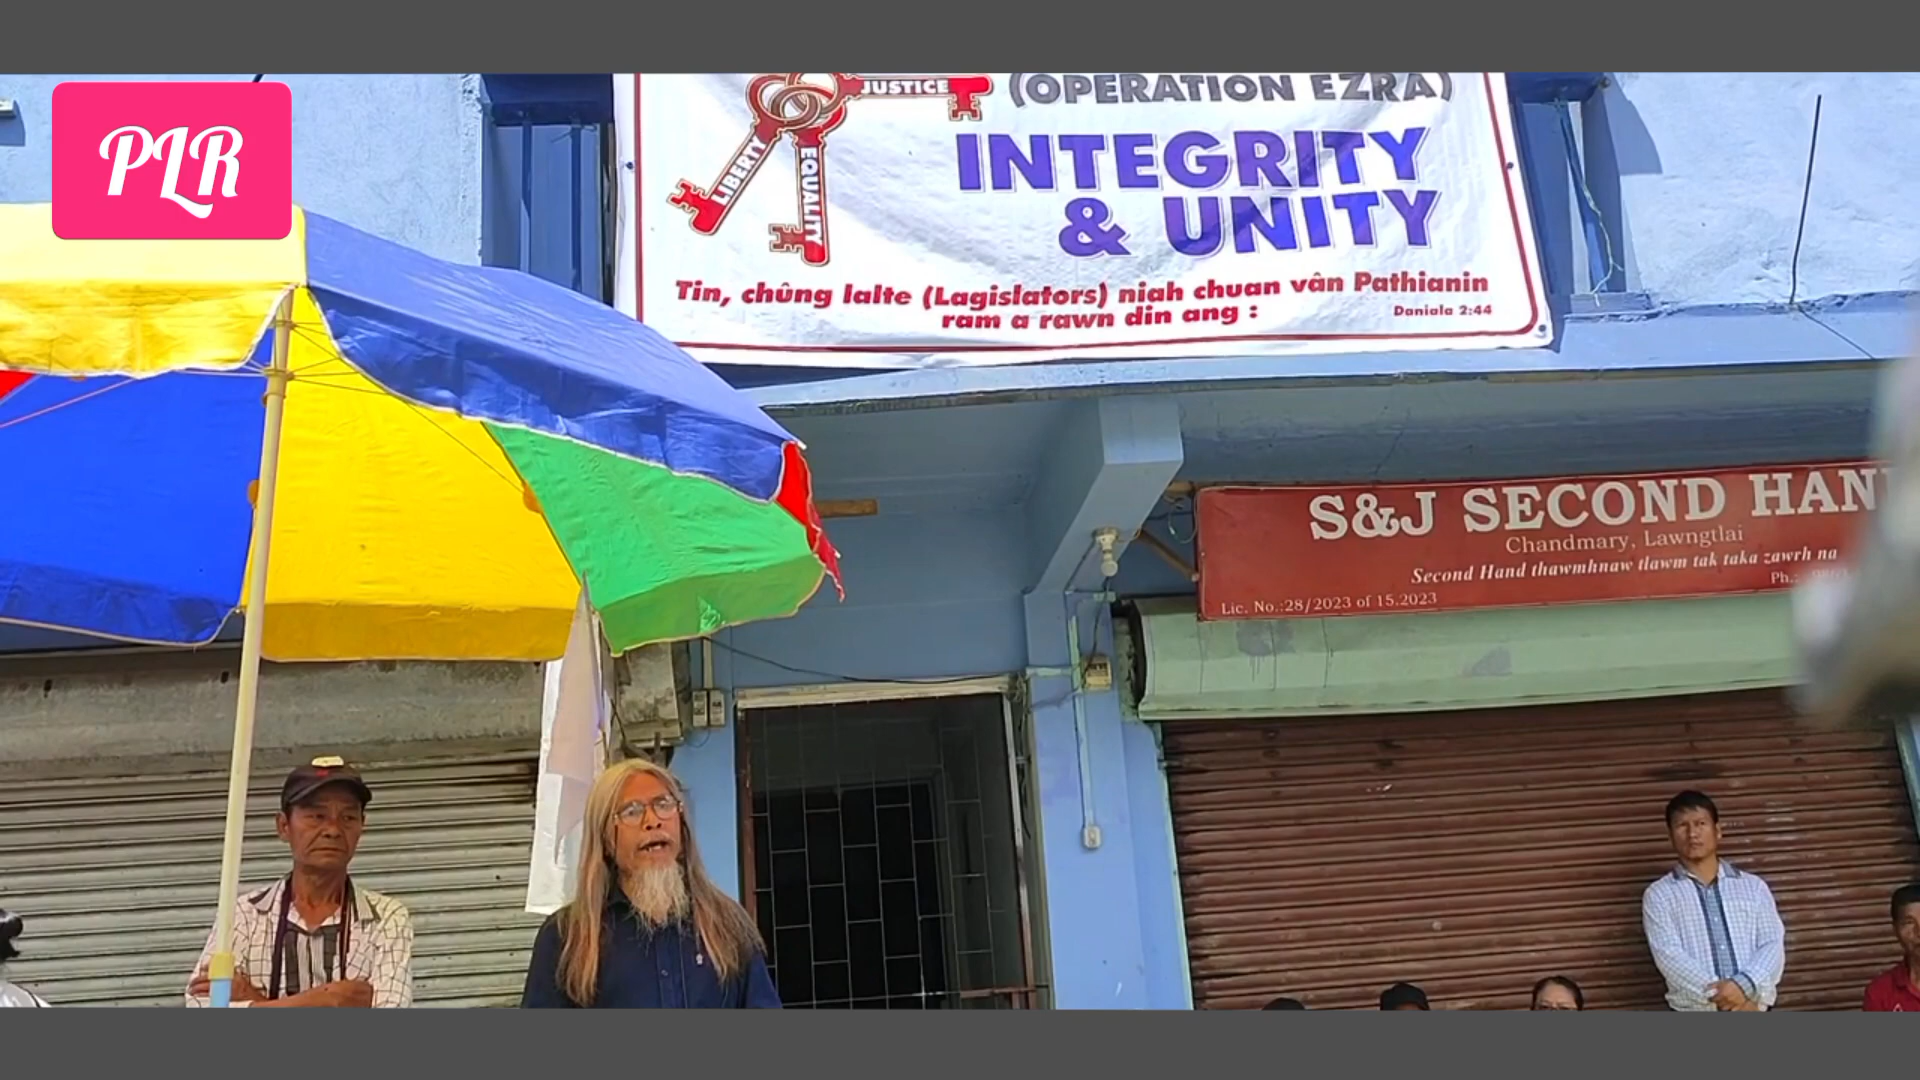 PLR
JUSTICE
LIBERTY
EQUALITY
(OPERATION EZRA)
INTEGRITY
& UNITY
Tin, chûng lalte (Lagislators) niah chuan vân Pathianin
ram a rawn din ang :
Daniala 2:44
S&J SECOND
Chandmary, Lawngtlai
Second Hand thawmhnaw tlawm tak taka zawrh na
Ph.:
Lic. No.:28/2023 of 15.2023